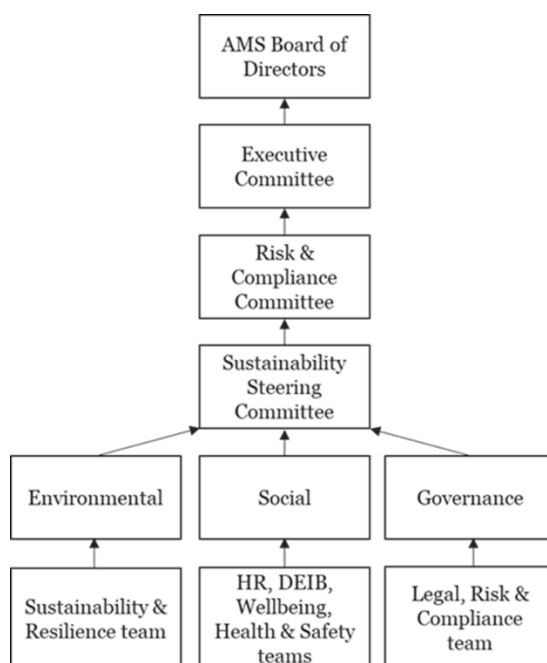 AMS Board of
Directors
Executive
Committee
Risk &
Compliance
Committee
Sustainability
Steering
Committee
Environmental
Social
Governance
Sustainability &
Resilience team
HR, DEIB,
Wellbeing,
Health & Safety
teams
Legal, Risk &
Compliance
team